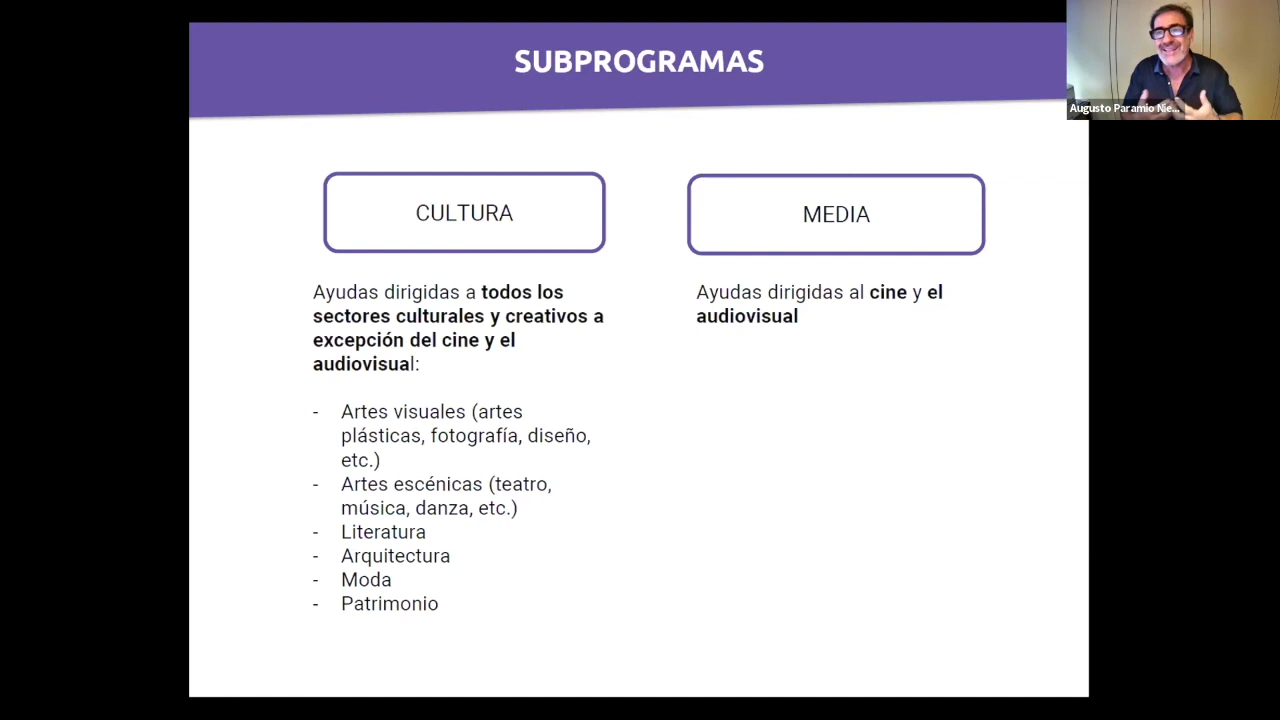 SUBPROGRAMAS
Augusto Paramio Nie...
CULTURA
MEDIA
Ayudas dirigidas a todos los
sectores culturales y creativos a
excepción del cine y el
audiovisual:
- Artes visuales (artes
plásticas, fotografía, diseño,
etc.)
- Artes escénicas (teatro,
música, danza, etc.)
- Literatura
- Arquitectura
- Moda
- Patrimonio
Ayudas dirigidas al cine y el
audiovisual